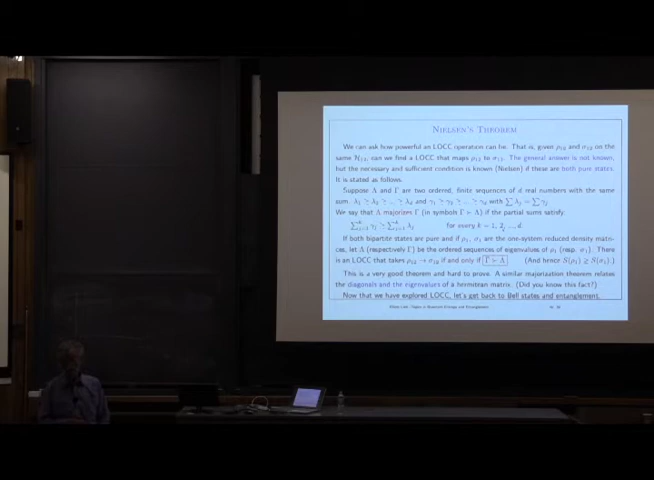 NIELSEN'S THEOREM
We can ask how powerful an LOCC operation can be. That is, given ρ₁₂ and σ₁₂ on the
same H₁₂, can we find a LOCC that maps ρ₁₂ to σ₁₂. The general answer is not known,
but the necessary and sufficient condition is known (Nielsen) if these are both pure states.
It is stated as follows.
Suppose Λ and Γ are two ordered, finite sequences of d real numbers with the same
sum. λ₁ ≥ λ₂ ≥ ... ≥ λ_d and γ₁ ≥ γ₂ ≥ ... ≥ γ_d with ∑ λ_j = ∑ γ_j
We say that Λ majorizes Γ (in symbols Γ ≻ Λ) if the partial sums satisfy
∑ γ_j ≥ ∑ λ_j for every k = 1, 2, ..., d.
If both bipartite states are pure and if ρ₁, σ₁ are the one-system reduced density matri-
ces, let Λ (respectively Γ) be the ordered sequences of eigenvalues of ρ₁ (resp. σ₁). There
is an LOCC that takes ρ₁₂ → σ₁₂ if and only if Γ ≻ Λ (And hence S(ρ₁) ≥ S(σ₁).)
This is a very good theorem and hard to prove. A similar majorization theorem relates
the diagonals and the eigenvalues of a hermitean matrix. (Did you know this fact?)
Now that we have explored LOCC, let's get back to Bell states and entanglement.